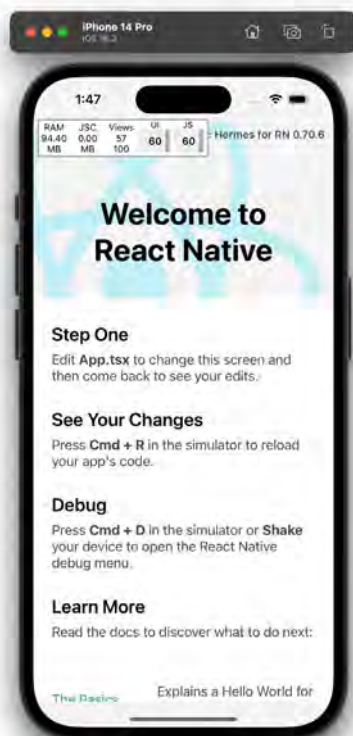 iPhone 14 Pro
iOS 16.2
1:47
RAM JSC Views UI JS
94.40 0.00 57 60 60
MB MB 100
: Hermes for RN 0.70.6
Welcome to
React Native
Step One
Edit App.tsx to change this screen and
then come back to see your edits.
See Your Changes
Press Cmd + R in the simulator to reload
your app's code.
Debug
Press Cmd + D in the simulator or Shake
your device to open the React Native
debug menu.
Learn More
Read the docs to discover what to do next:
The Basics
Explains a Hello World for